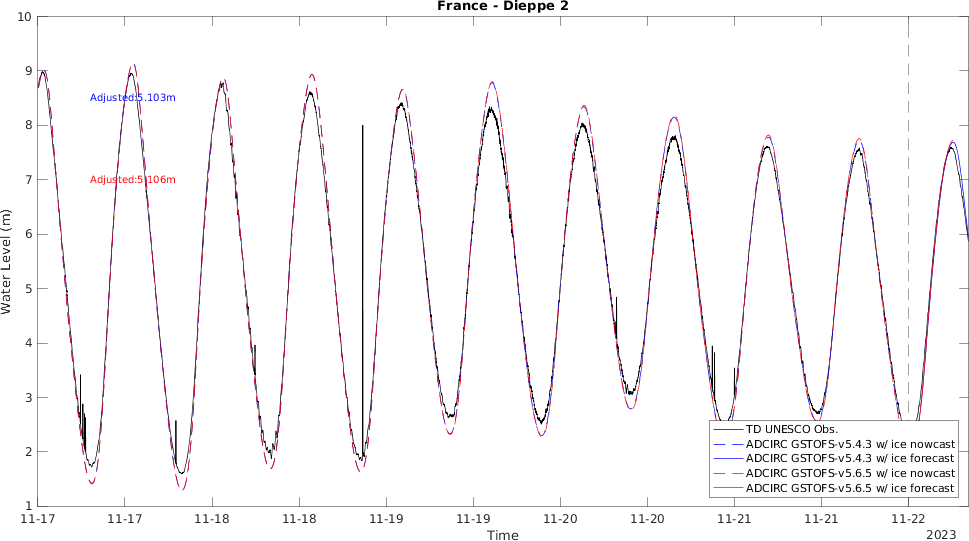 France - Dieppe 2
10
9
8
7
6
5
4
3
2
1
Water Level (m)
Adjusted:5.103m
Adjusted:5.106m
TD UNESCO Obs.
ADCIRC GSTOFS-v5.4.3 w/ ice nowcast
ADCIRC GSTOFS-v5.4.3 w/ ice forecast
ADCIRC GSTOFS-v5.6.5 w/ ice nowcast
ADCIRC GSTOFS-v5.6.5 w/ ice forecast
11-17 11-17 11-18 11-18 11-19 11-19 11-20 11-20 11-21 11-21 11-22
Time
2023